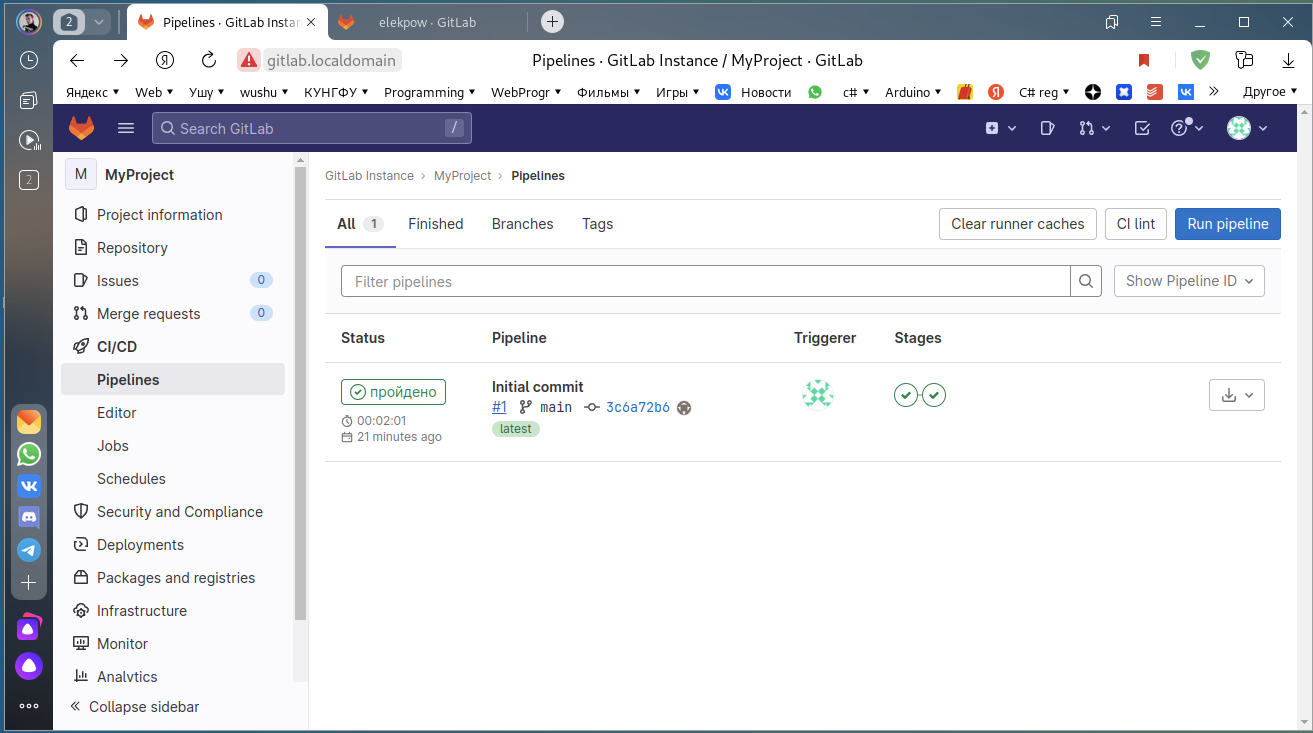 2
Pipelines · GitLab Instan
elekpow · GitLab
Я
gitlab.localdomain
Pipelines · GitLab Instance / MyProject · GitLab
Яндекс Web Ушу wushu КУНГФУ Programming WebProgr Фильмы Игры Новости c# Arduino Я C# reg Другое
Search GitLab /
2
M MyProject
Project information
Repository
Issues 0
Merge requests 0
CI/CD
Pipelines
Editor
Jobs
Schedules
Security and Compliance
Deployments
Packages and registries
Infrastructure
Monitor
Analytics
Collapse sidebar
GitLab Instance › MyProject › Pipelines
All 1 Finished Branches Tags
Clear runner caches CI lint Run pipeline
Filter pipelines
Show Pipeline ID
Status Pipeline Triggerer Stages
пройдено
00:02:01
21 minutes ago
Initial commit
#1 main 3c6a72b6
latest